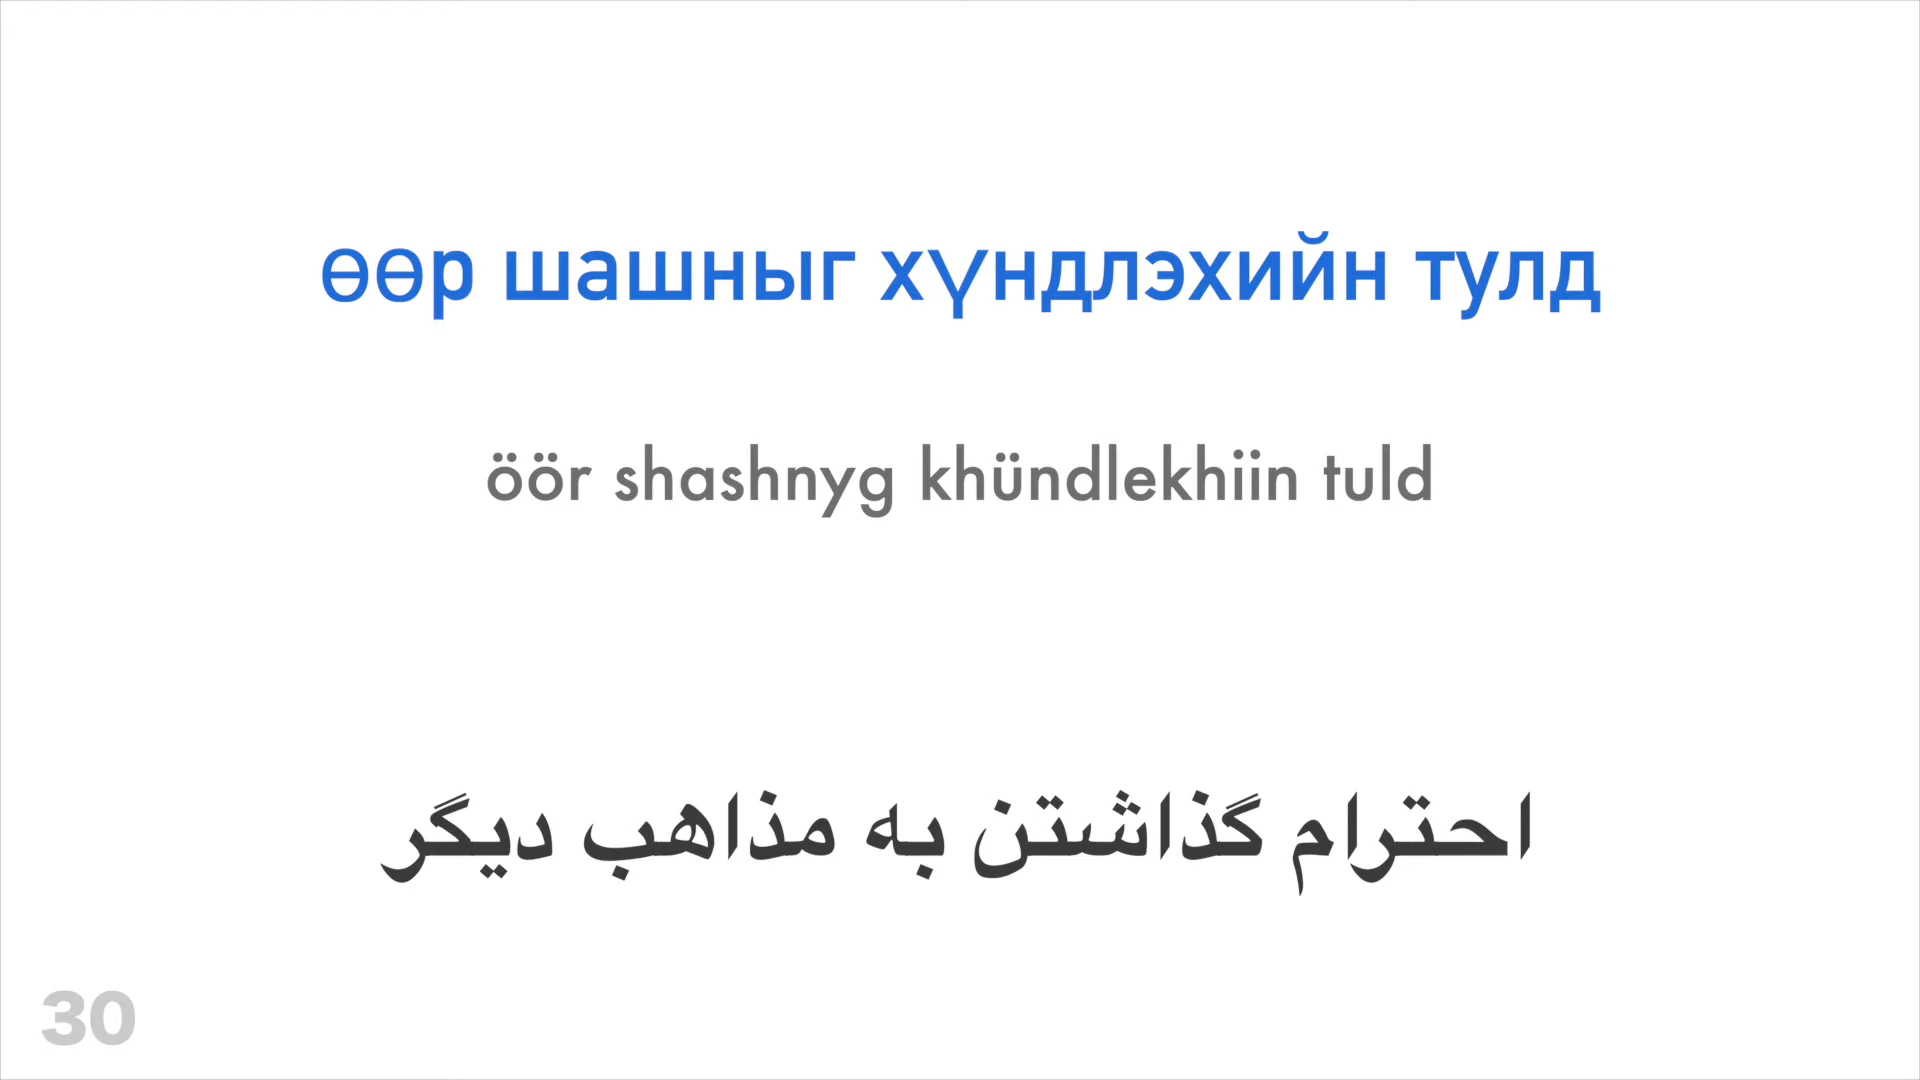 өөр шашныг хүндлэхийн тулд
öör shashnyg khündlekhiin tuld
احترام گذاشتن به مذاهب دیگر
30